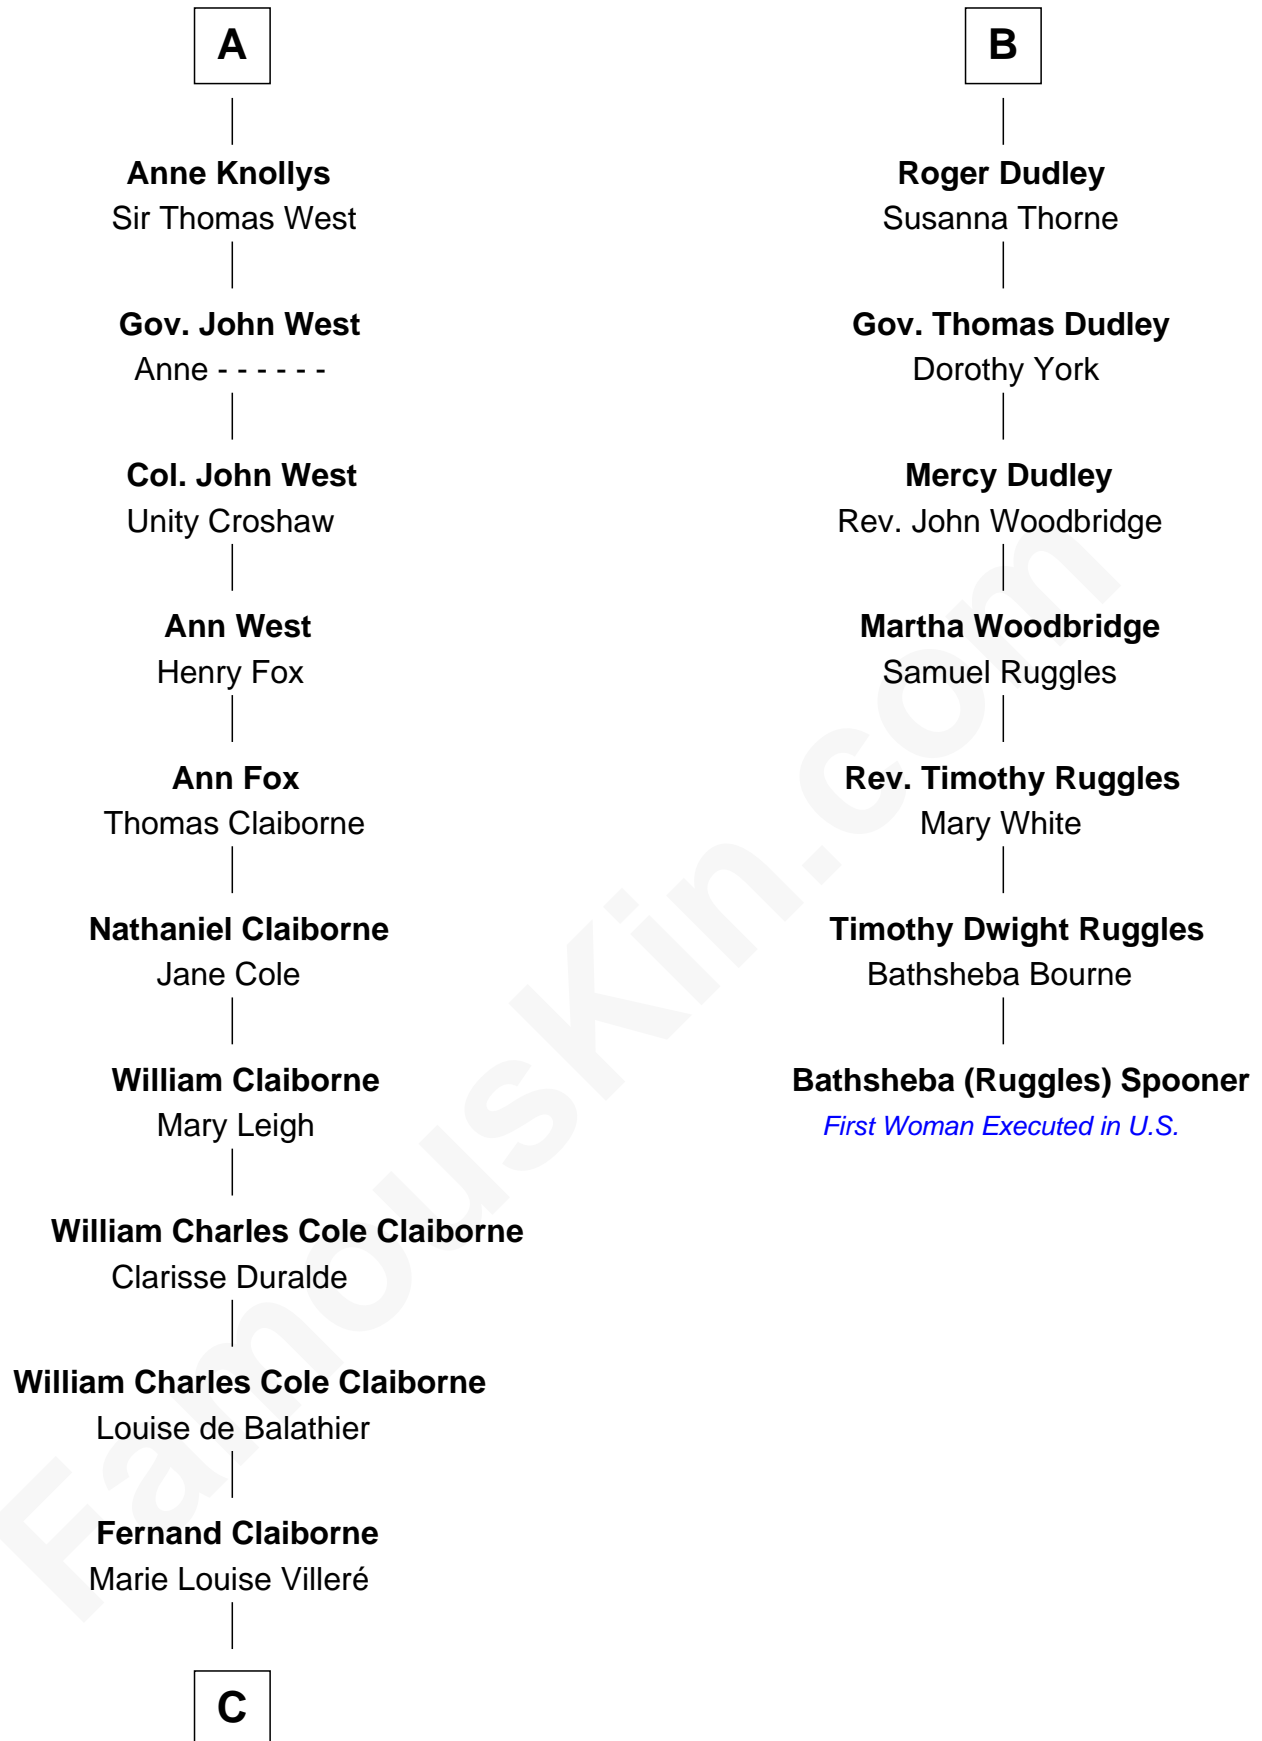 A
Anne Knollys
Sir Thomas West
Gov. John West
Anne - - - - - -
Col. John West
Unity Croshaw
Ann West
Henry Fox
Ann Fox
Thomas Claiborne
Nathaniel Claiborne
Jane Cole
William Claiborne
Mary Leigh
William Charles Cole Claiborne
Clarisse Duralde
William Charles Cole Claiborne
Louise de Balathier
Fernand Claiborne
Marie Louise Villeré
C
B
Roger Dudley
Susanna Thorne
Gov. Thomas Dudley
Dorothy York
Mercy Dudley
Rev. John Woodbridge
Martha Woodbridge
Samuel Ruggles
Rev. Timothy Ruggles
Mary White
Timothy Dwight Ruggles
Bathsheba Bourne
Bathsheba (Ruggles) Spooner
First Woman Executed in U.S.
FamousKin.com